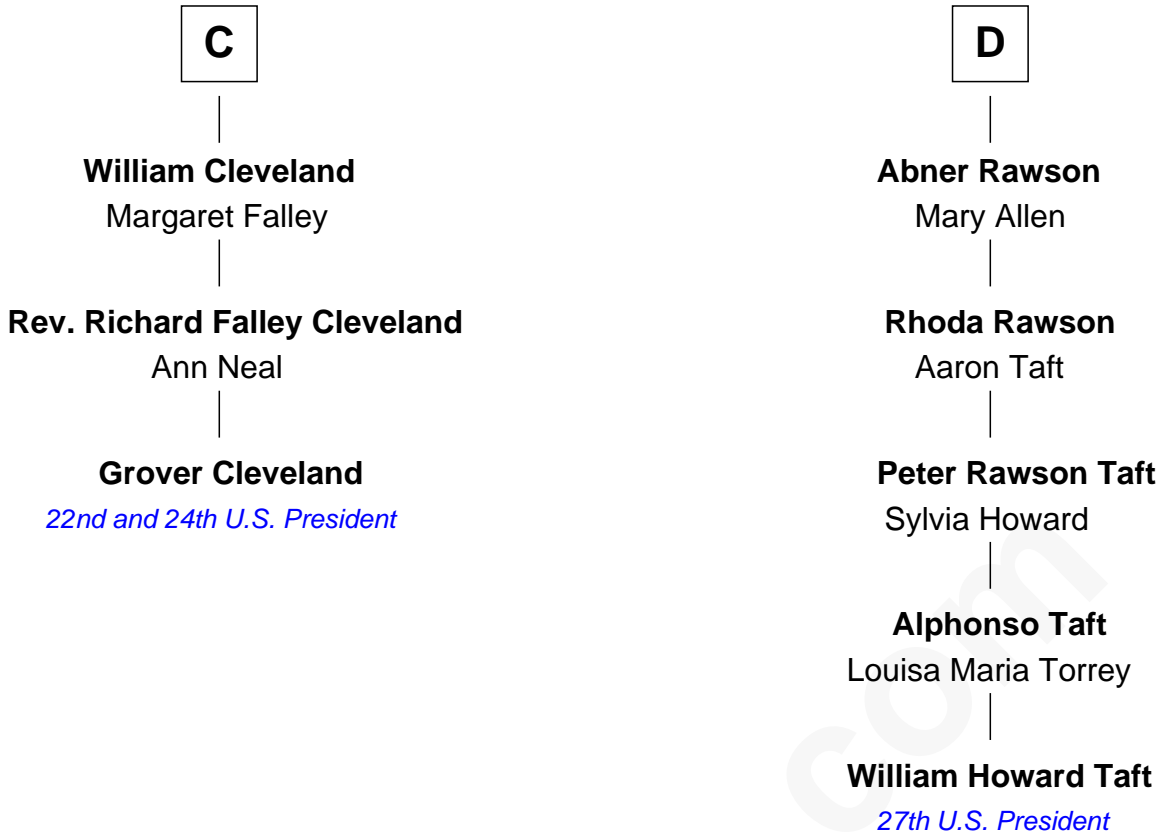 C
William Cleveland
Margaret Falley
Rev. Richard Falley Cleveland
Ann Neal
Grover Cleveland
22nd and 24th U.S. President
D
Abner Rawson
Mary Allen
Rhoda Rawson
Aaron Taft
Peter Rawson Taft
Sylvia Howard
Alphonso Taft
Louisa Maria Torrey
William Howard Taft
27th U.S. President
com